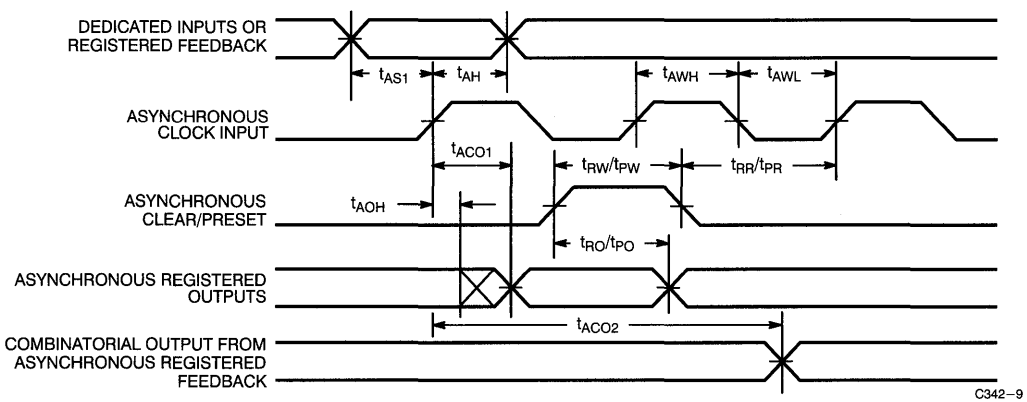 DEDICATED INPUTS OR
REGISTERED FEEDBACK
tAS1
tAH
tAWH
tAWL
ASYNCHRONOUS
CLOCK INPUT
tACO1
tRW/tPW
tRR/tPR
ASYNCHRONOUS
CLEAR/PRESET
tAOH
tRO/tPO
ASYNCHRONOUS REGISTERED
OUTPUTS
tACO2
COMBINATORIAL OUTPUT FROM
ASYNCHRONOUS REGISTERED
FEEDBACK
C342–9